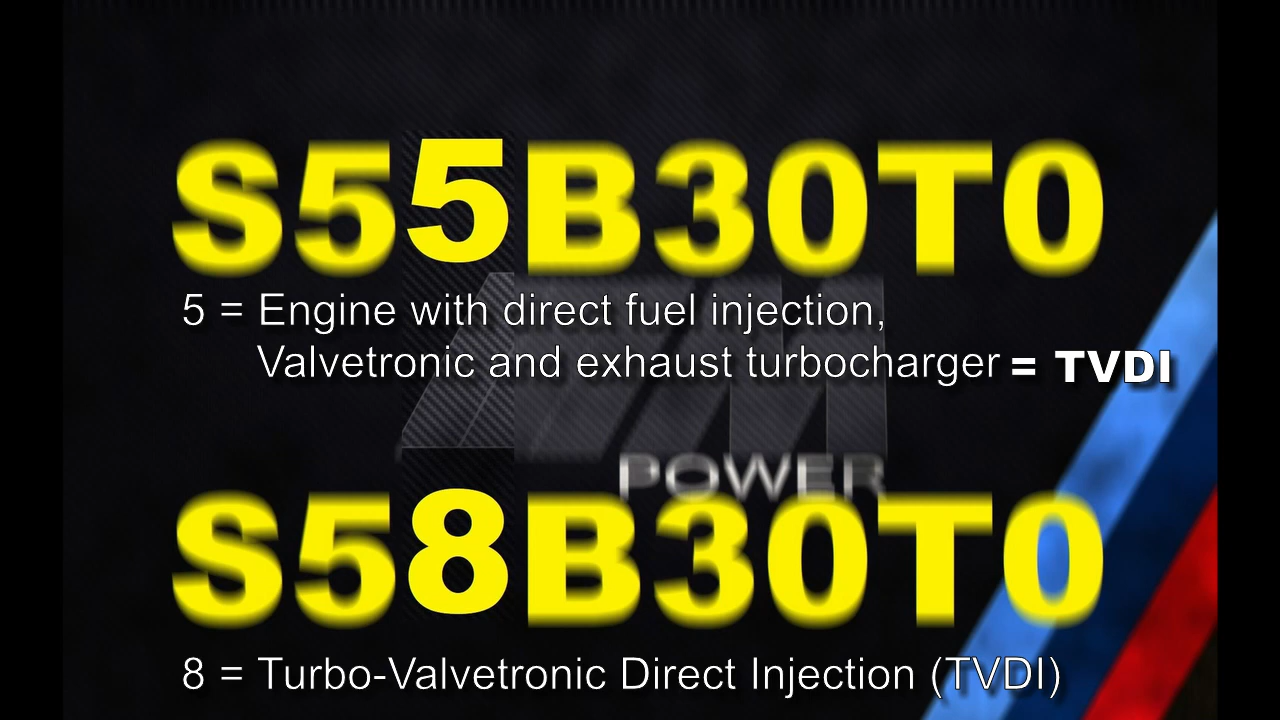 S55B30T0
5 = Engine with direct fuel injection,
Valvetronic and exhaust turbocharger = TVDI
M
POWER
S58B30T0
8 = Turbo-Valvetronic Direct Injection (TVDI)